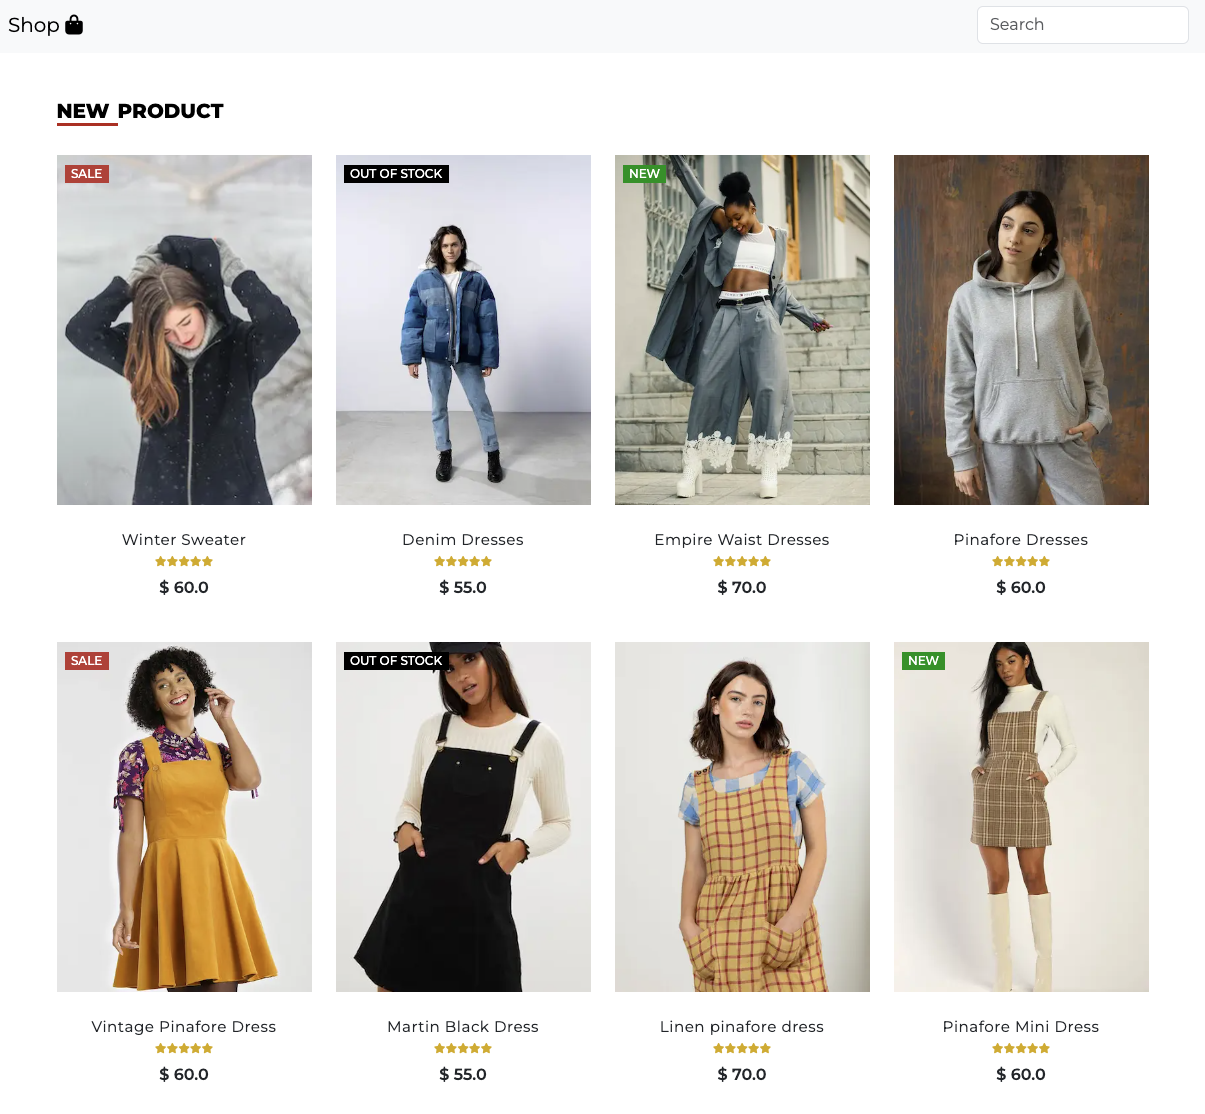 Shop
Search
NEW PRODUCT
SALE
OUT OF STOCK
NEW
Winter Sweater
Denim Dresses
Empire Waist Dresses
Pinafore Dresses
$ 60.0
$ 55.0
$ 70.0
$ 60.0
SALE
OUT OF STOCK
NEW
Vintage Pinafore Dress
Martin Black Dress
Linen pinafore dress
Pinafore Mini Dress
$ 60.0
$ 55.0
$ 70.0
$ 60.0